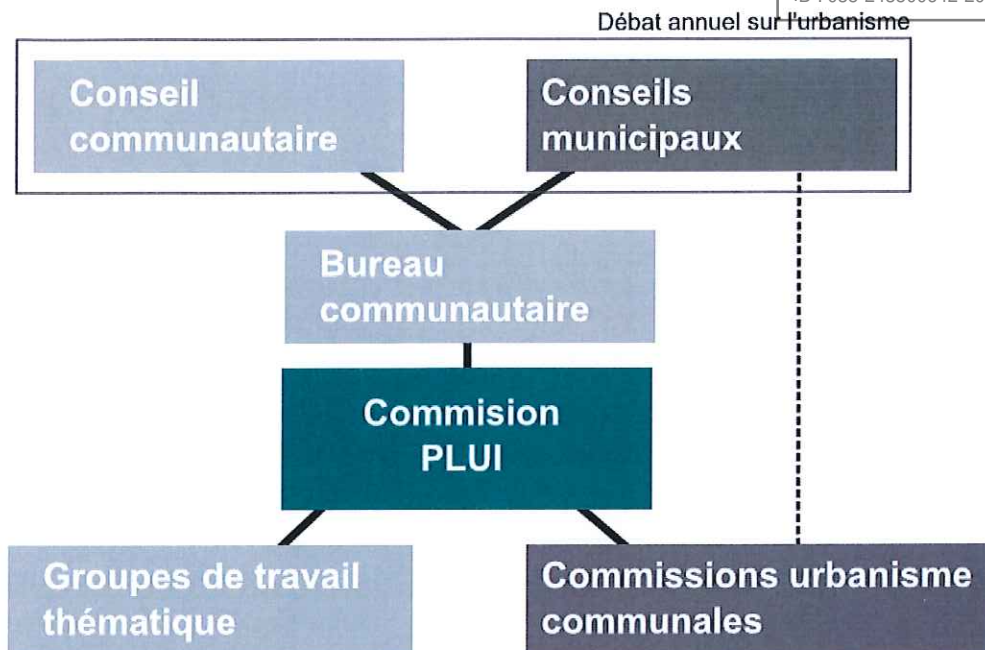 Débat annuel sur l'urbanisme
Conseil
communautaire
Conseils
municipaux
Bureau
communautaire
Commision
PLUI
Groupes de travail
thématique
Commissions urbanisme
communales